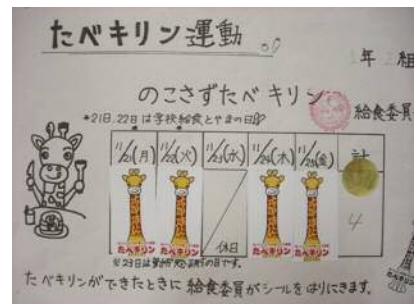 たべキリン運動
年 組
のこさずたべキリン
給食委員
*21日,22日は学校給食とやまの日
11/21(月) 11/22(火) 11/23(水) 11/24(木) 11/25(金) 計
4
休日
たべキリン たべキリン たべキリン たべキリン
たべキリンができたときに給食委員がシールをはりにきます。